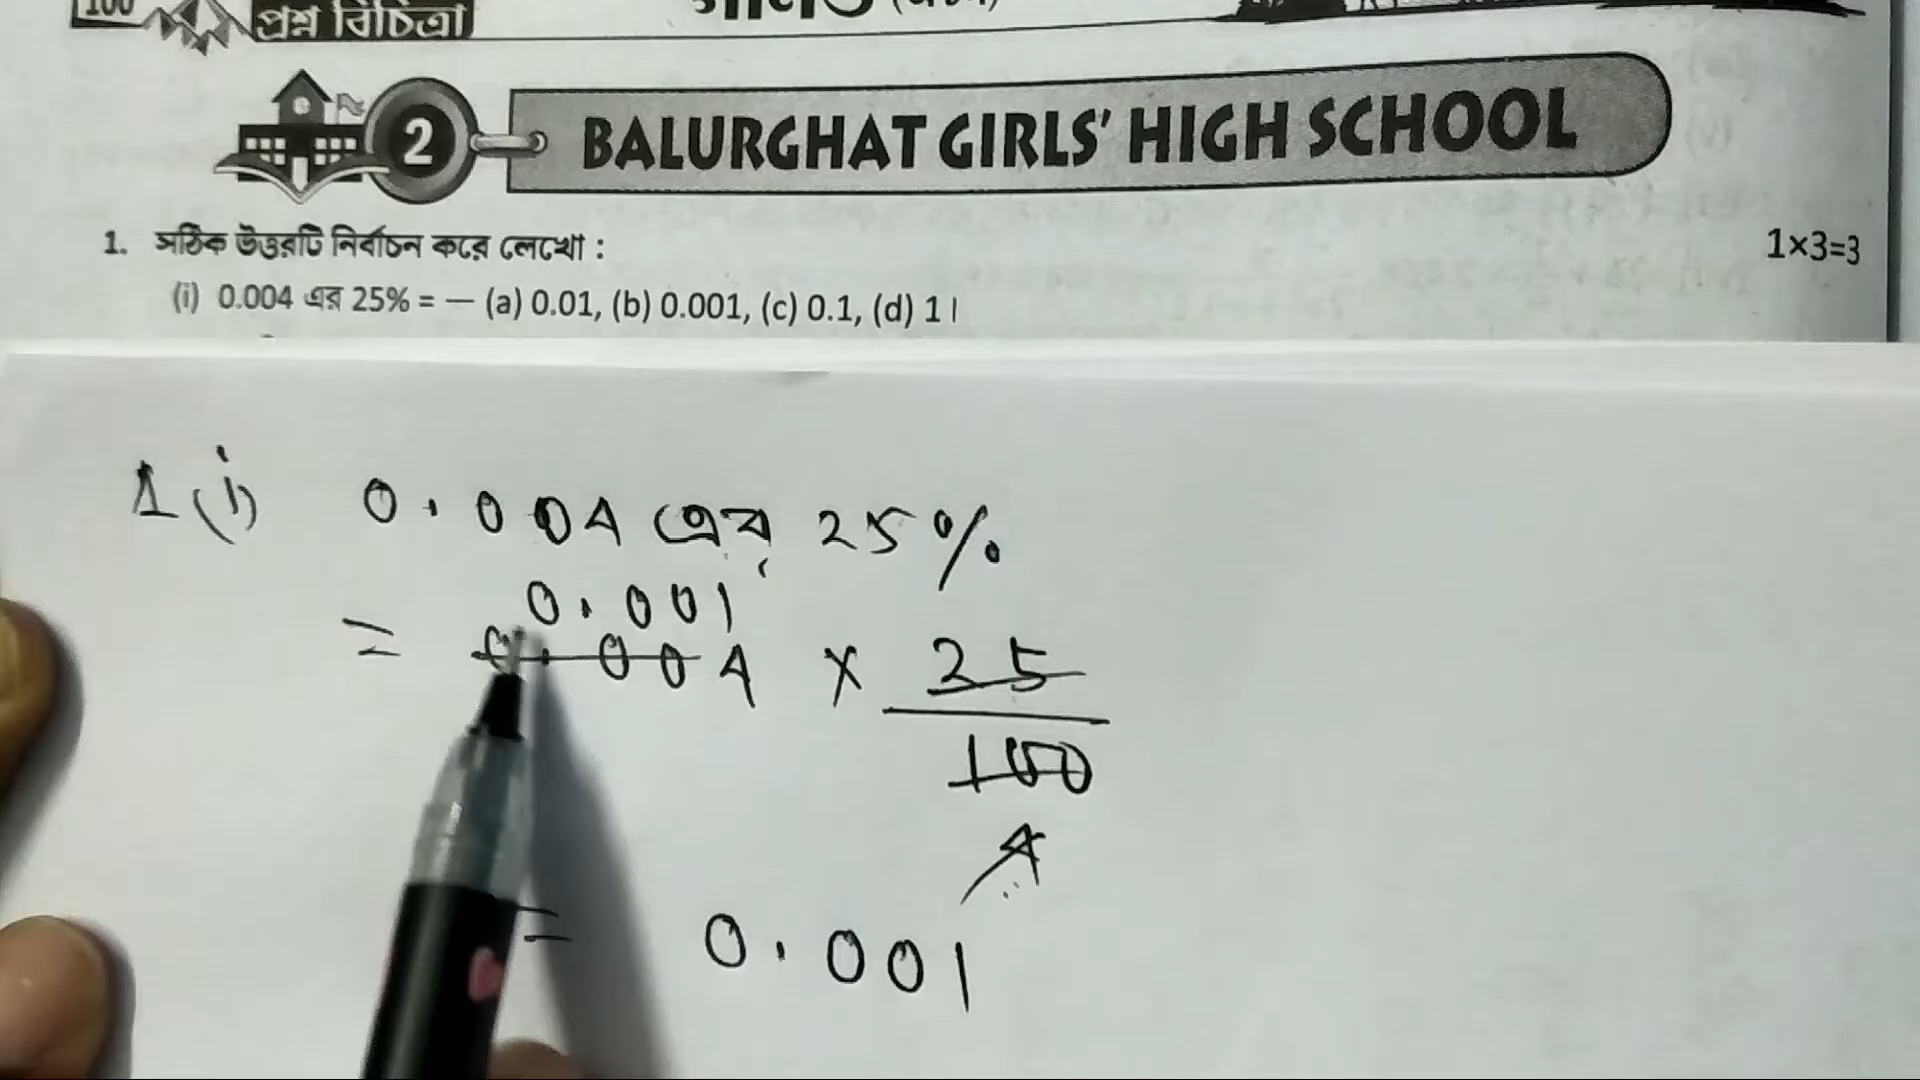 100 প্রশ্ন বিচিত্রা
2 BALURGHAT GIRLS' HIGH SCHOOL
1. সঠিক উত্তরটি নির্বাচন করে লেখো : 1×3=3
(i) 0.004 এর 25% = — (a) 0.01, (b) 0.001, (c) 0.1, (d) 1।
1(i) 0.004 এর 25%
0.001
= 0.004 × 25
100
4
= 0.001